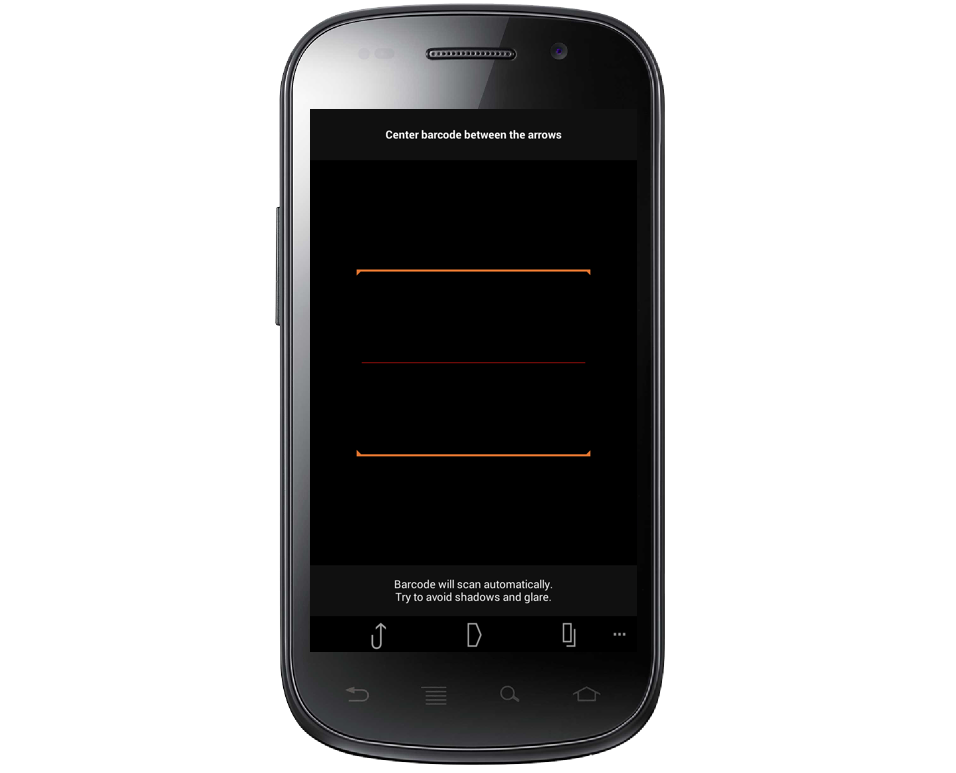 Center barcode between the arrows
Barcode will scan automatically.
Try to avoid shadows and glare.